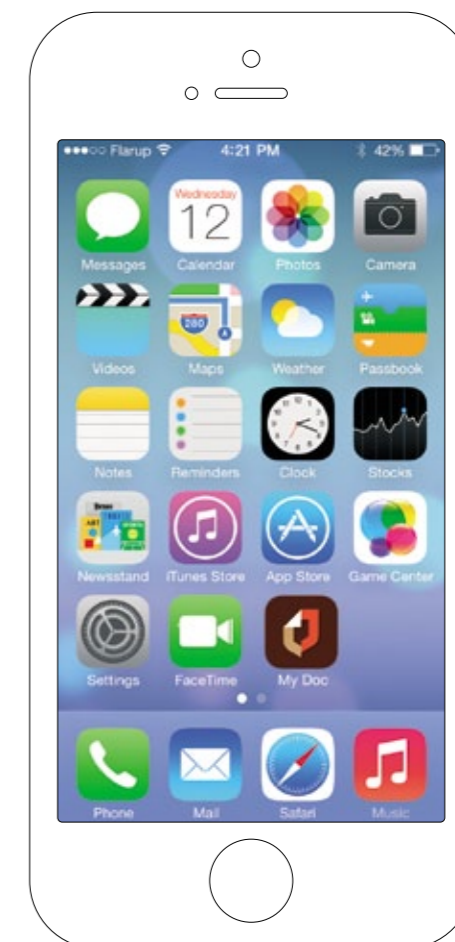 Flarup 4:21 PM 42%
Wednesday
12
Messages Calendar Photos Camera
280
Videos Maps Weather Passbook
Notes Reminders Clock Stocks
Newsstand iTunes Store App Store Game Center
Settings FaceTime My Doc
Phone Mail Safari Music